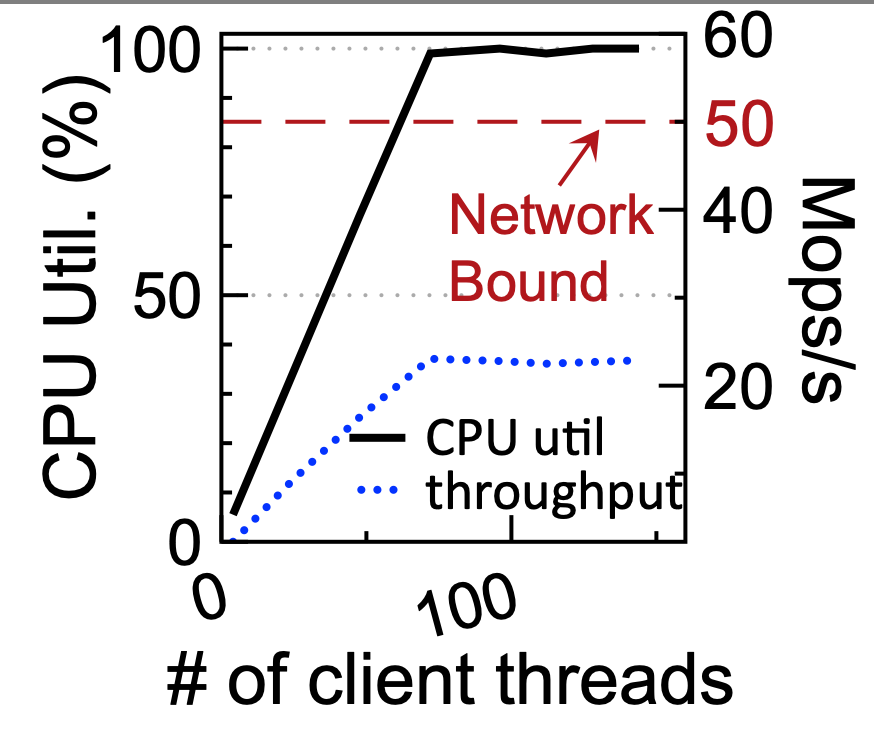 100
50
0
CPU Util. (%)
60
50
40
20
Mops/s
Network
Bound
CPU util
throughput
0
100
# of client threads